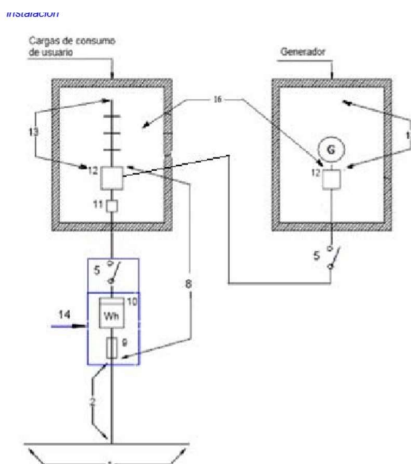 instalación
Cargas de consumo
de usuario
Generador
13
16
G
12
12
11
5
5
8
14
10
Wh
9
2